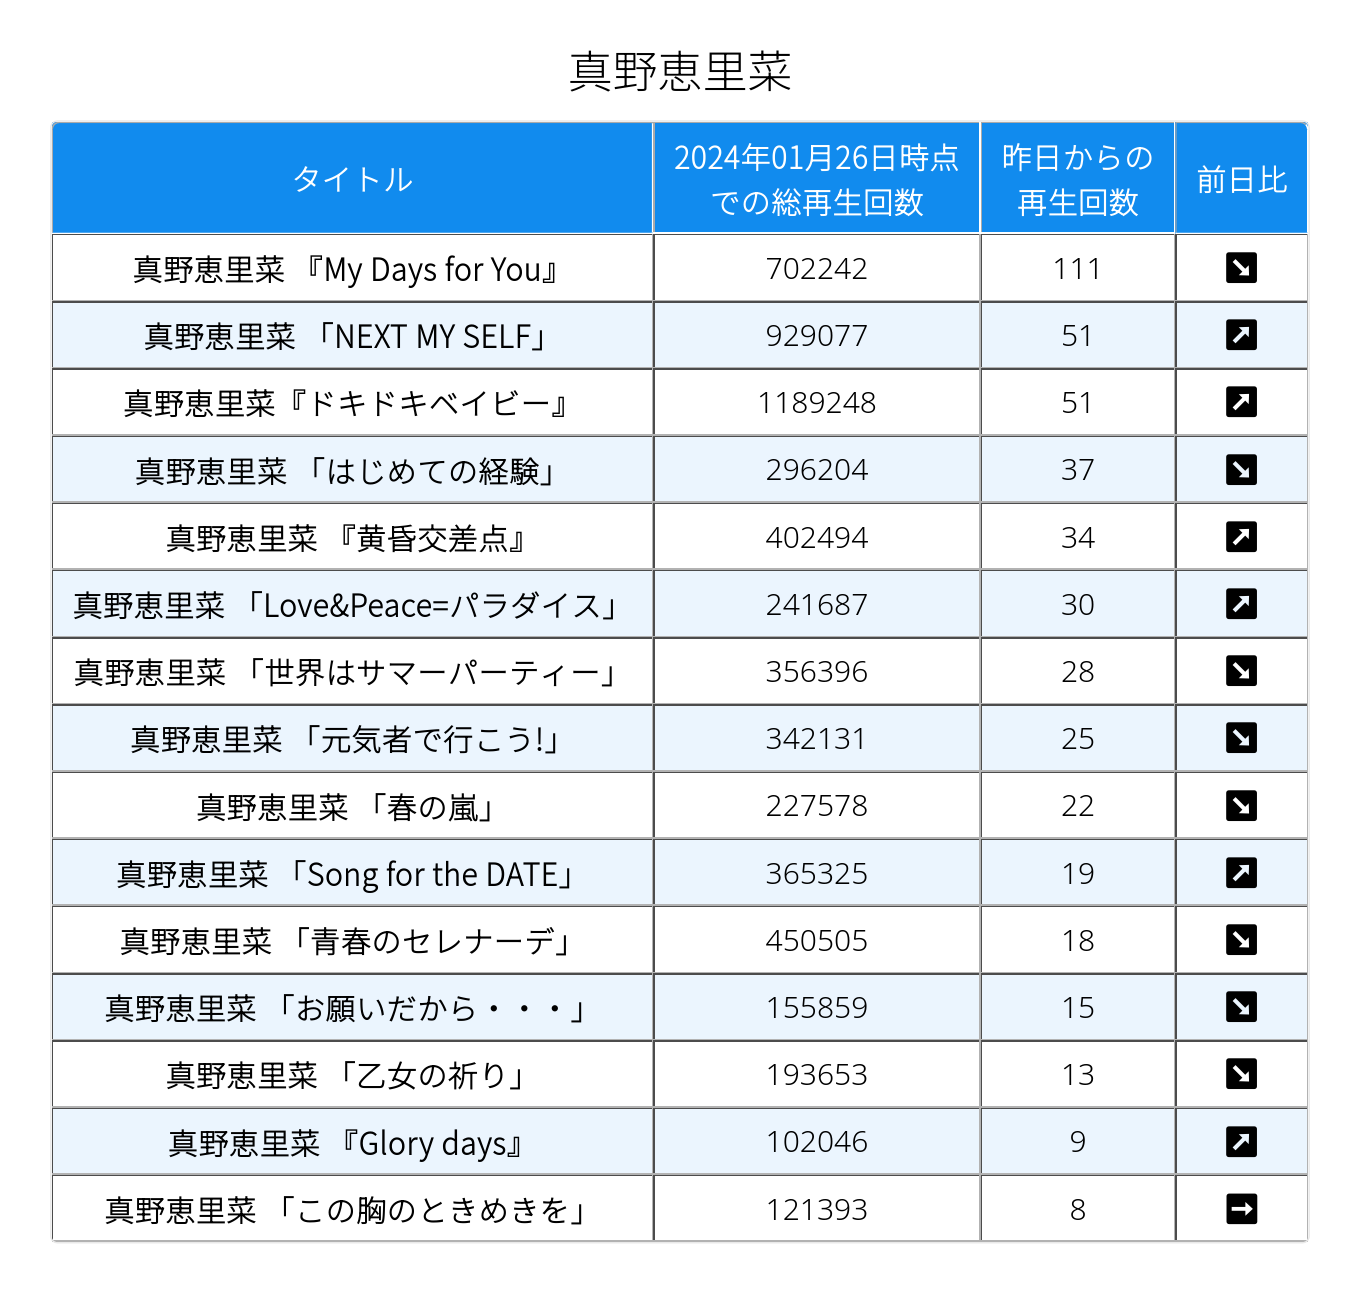 真野恵里菜
タイトル 2024年01月26日時点での総再生回数 昨日からの再生回数 前日比
真野恵里菜 『My Days for You』 702242 111 ↘
真野恵里菜 「NEXT MY SELF」 929077 51 ↗
真野恵里菜『ドキドキベイビー』 1189248 51 ↗
真野恵里菜 「はじめての経験」 296204 37 ↘
真野恵里菜 『黄昏交差点』 402494 34 ↗
真野恵里菜 「Love&Peace=パラダイス」 241687 30 ↗
真野恵里菜 「世界はサマーパーティー」 356396 28 ↘
真野恵里菜 「元気者で行こう!」 342131 25 ↘
真野恵里菜 「春の嵐」 227578 22 ↘
真野恵里菜 「Song for the DATE」 365325 19 ↗
真野恵里菜 「青春のセレナーデ」 450505 18 ↘
真野恵里菜 「お願いだから・・・」 155859 15 ↘
真野恵里菜 「乙女の祈り」 193653 13 ↘
真野恵里菜 『Glory days』 102046 9 ↗
真野恵里菜 「この胸のときめきを」 121393 8 →